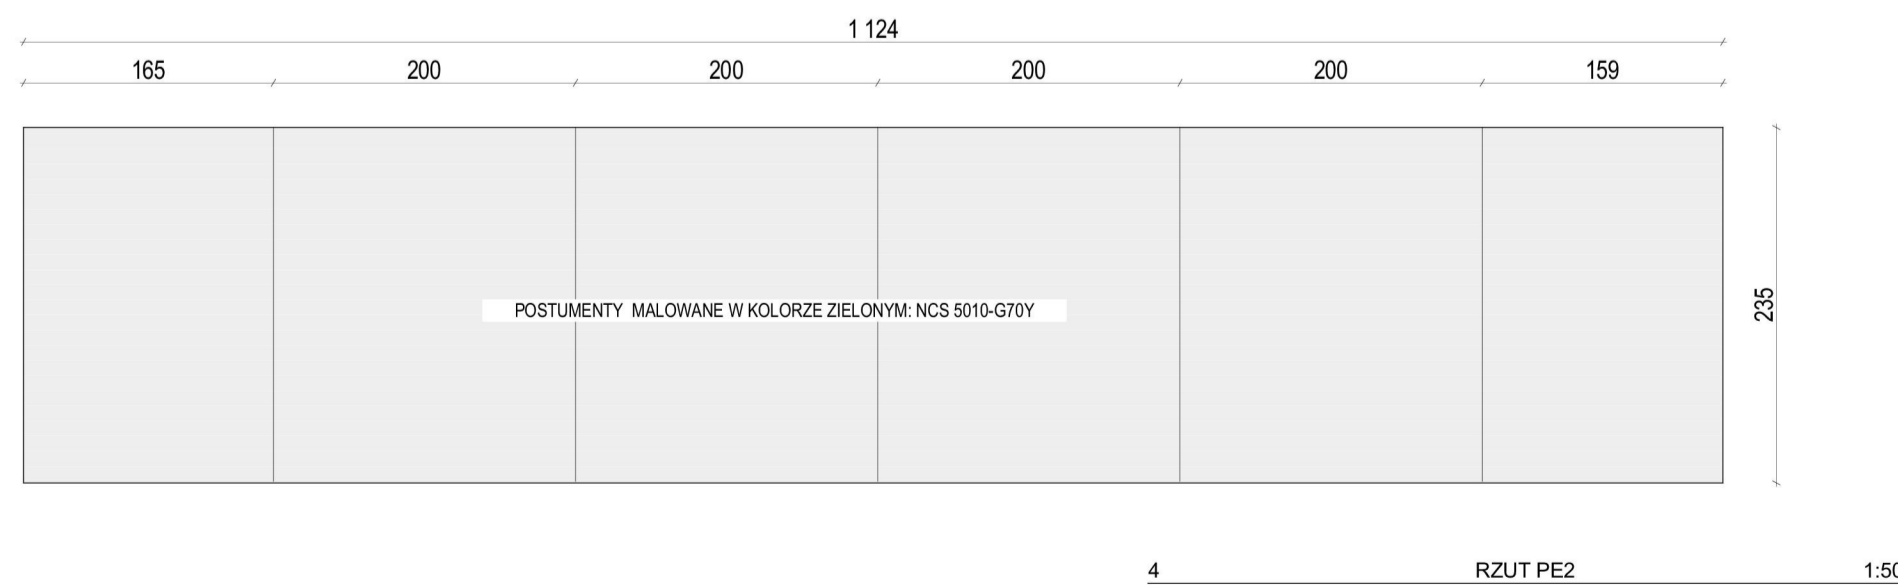 1 124
165 200 200 200 200 159
POSTUMENTY MALOWANE W KOLORZE ZIELONYM: NCS 5010-G70Y
235
4 RZUT PE2